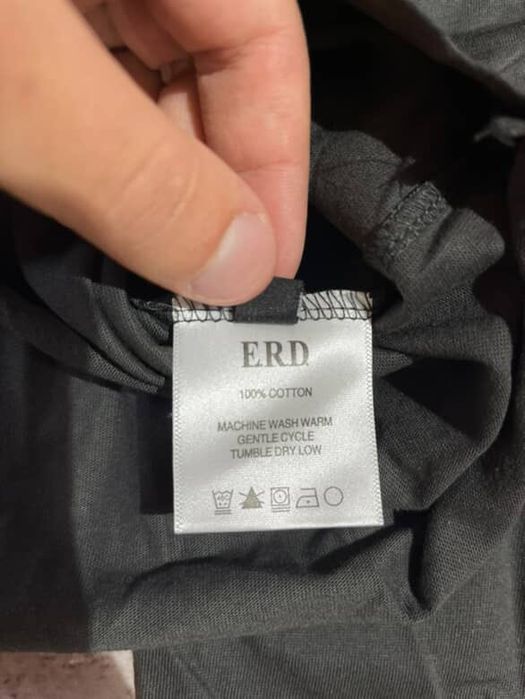 ERD.
100% COTTON
MACHINE WASH WARM
GENTLE CYCLE
TUMBLE DRY LOW